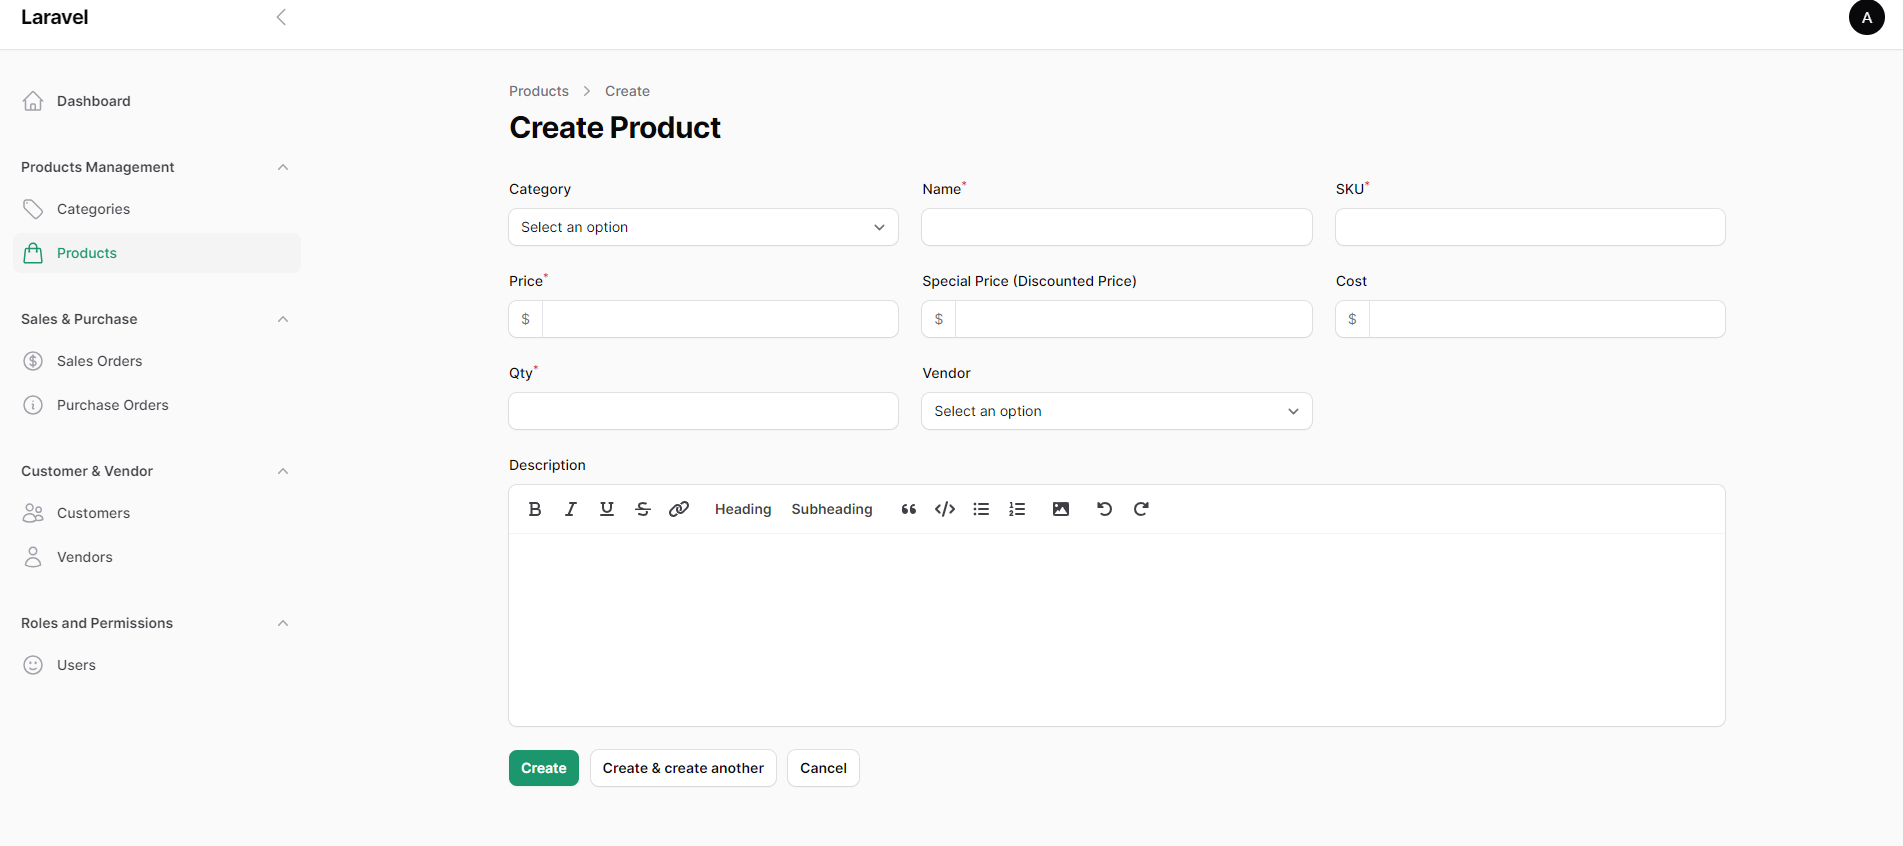 Laravel
A
Dashboard
Products Management
Categories
Products
Sales & Purchase
Sales Orders
Purchase Orders
Customer & Vendor
Customers
Vendors
Roles and Permissions
Users
Products > Create
Create Product
Category
Select an option
Name*
SKU*
Price*
$
Special Price (Discounted Price)
$
Cost
$
Qty*
Vendor
Select an option
Description
Heading Subheading
Create Create & create another Cancel